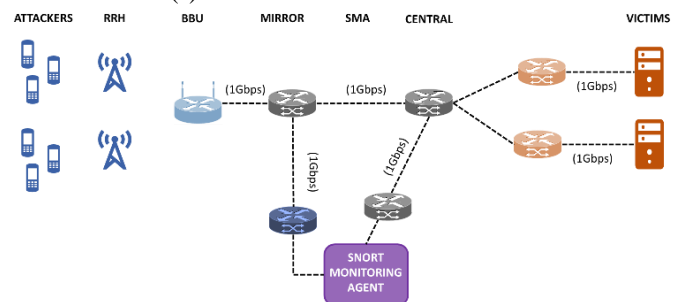 ATTACKERS RRH BBU MIRROR SMA CENTRAL VICTIMS
(1Gbps) (1Gbps) (1Gbps)
(1Gbps)
(1Gbps)
(1Gbps)
SNORT
MONITORING
AGENT